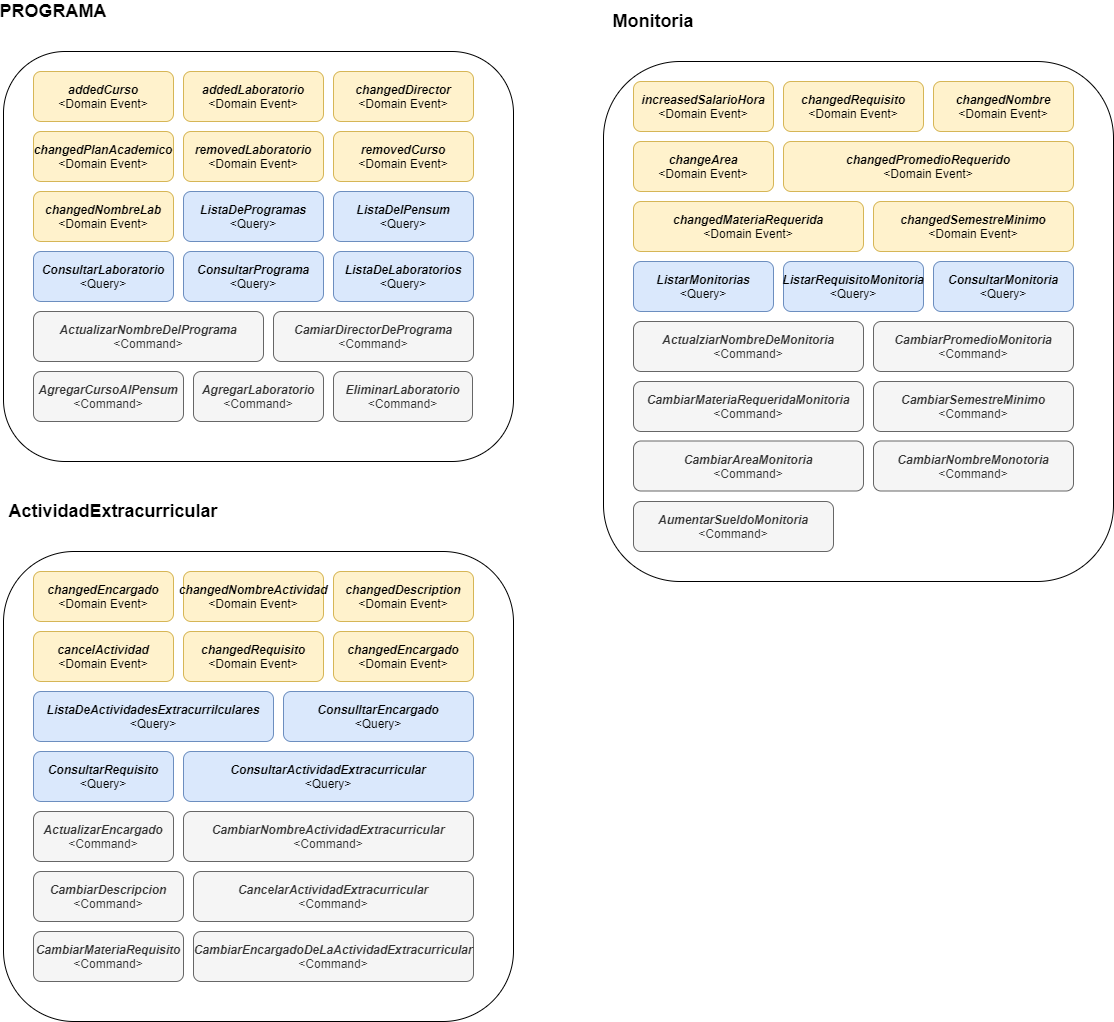 PROGRAMA
addedCurso
<Domain Event>
addedLaboratorio
<Domain Event>
changedDirector
<Domain Event>
changedPlanAcademico
<Domain Event>
removedLaboratorio
<Domain Event>
removedCurso
<Domain Event>
changedNombreLab
<Domain Event>
ListaDeProgramas
<Query>
ListaDelPensum
<Query>
ConsultarLaboratorio
<Query>
ConsultarPrograma
<Query>
ListaDeLaboratorios
<Query>
ActualizarNombreDelPrograma
<Command>
CamiarDirectorDePrograma
<Command>
AgregarCursoAlPensum
<Command>
AgregarLaboratorio
<Command>
EliminarLaboratorio
<Command>
Monitoria
increasedSalarioHora
<Domain Event>
changedRequisito
<Domain Event>
changedNombre
<Domain Event>
changeArea
<Domain Event>
changedPromedioRequerido
<Domain Event>
changedMateriaRequerida
<Domain Event>
changedSemestreMinimo
<Domain Event>
ListarMonitorias
<Query>
ListarRequisitoMonitoria
<Query>
ConsultarMonitoria
<Query>
ActualziarNombreDeMonitoria
<Command>
CambiarPromedioMonitoria
<Command>
CambiarMateriaRequeridaMonitoria
<Command>
CambiarSemestreMinimo
<Command>
CambiarAreaMonitoria
<Command>
CambiarNombreMonotoria
<Command>
AumentarSueldoMonitoria
<Command>
ActividadExtracurricular
changedEncargado
<Domain Event>
changedNombreActividad
<Domain Event>
changedDescription
<Domain Event>
cancelActividad
<Domain Event>
changedRequisito
<Domain Event>
changedEncargado
<Domain Event>
ListaDeActividadesExtracurrilculares
<Query>
ConsulltarEncargado
<Query>
ConsultarRequisito
<Query>
ConsultarActividadExtracurricular
<Query>
ActualizarEncargado
<Command>
CambiarNombreActividadExtracurricular
<Command>
CambiarDescripcion
<Command>
CancelarActividadExtracurricular
<Command>
CambiarMateriaRequisito
<Command>
CambiarEncargadoDeLaActividadExtracurricular
<Command>